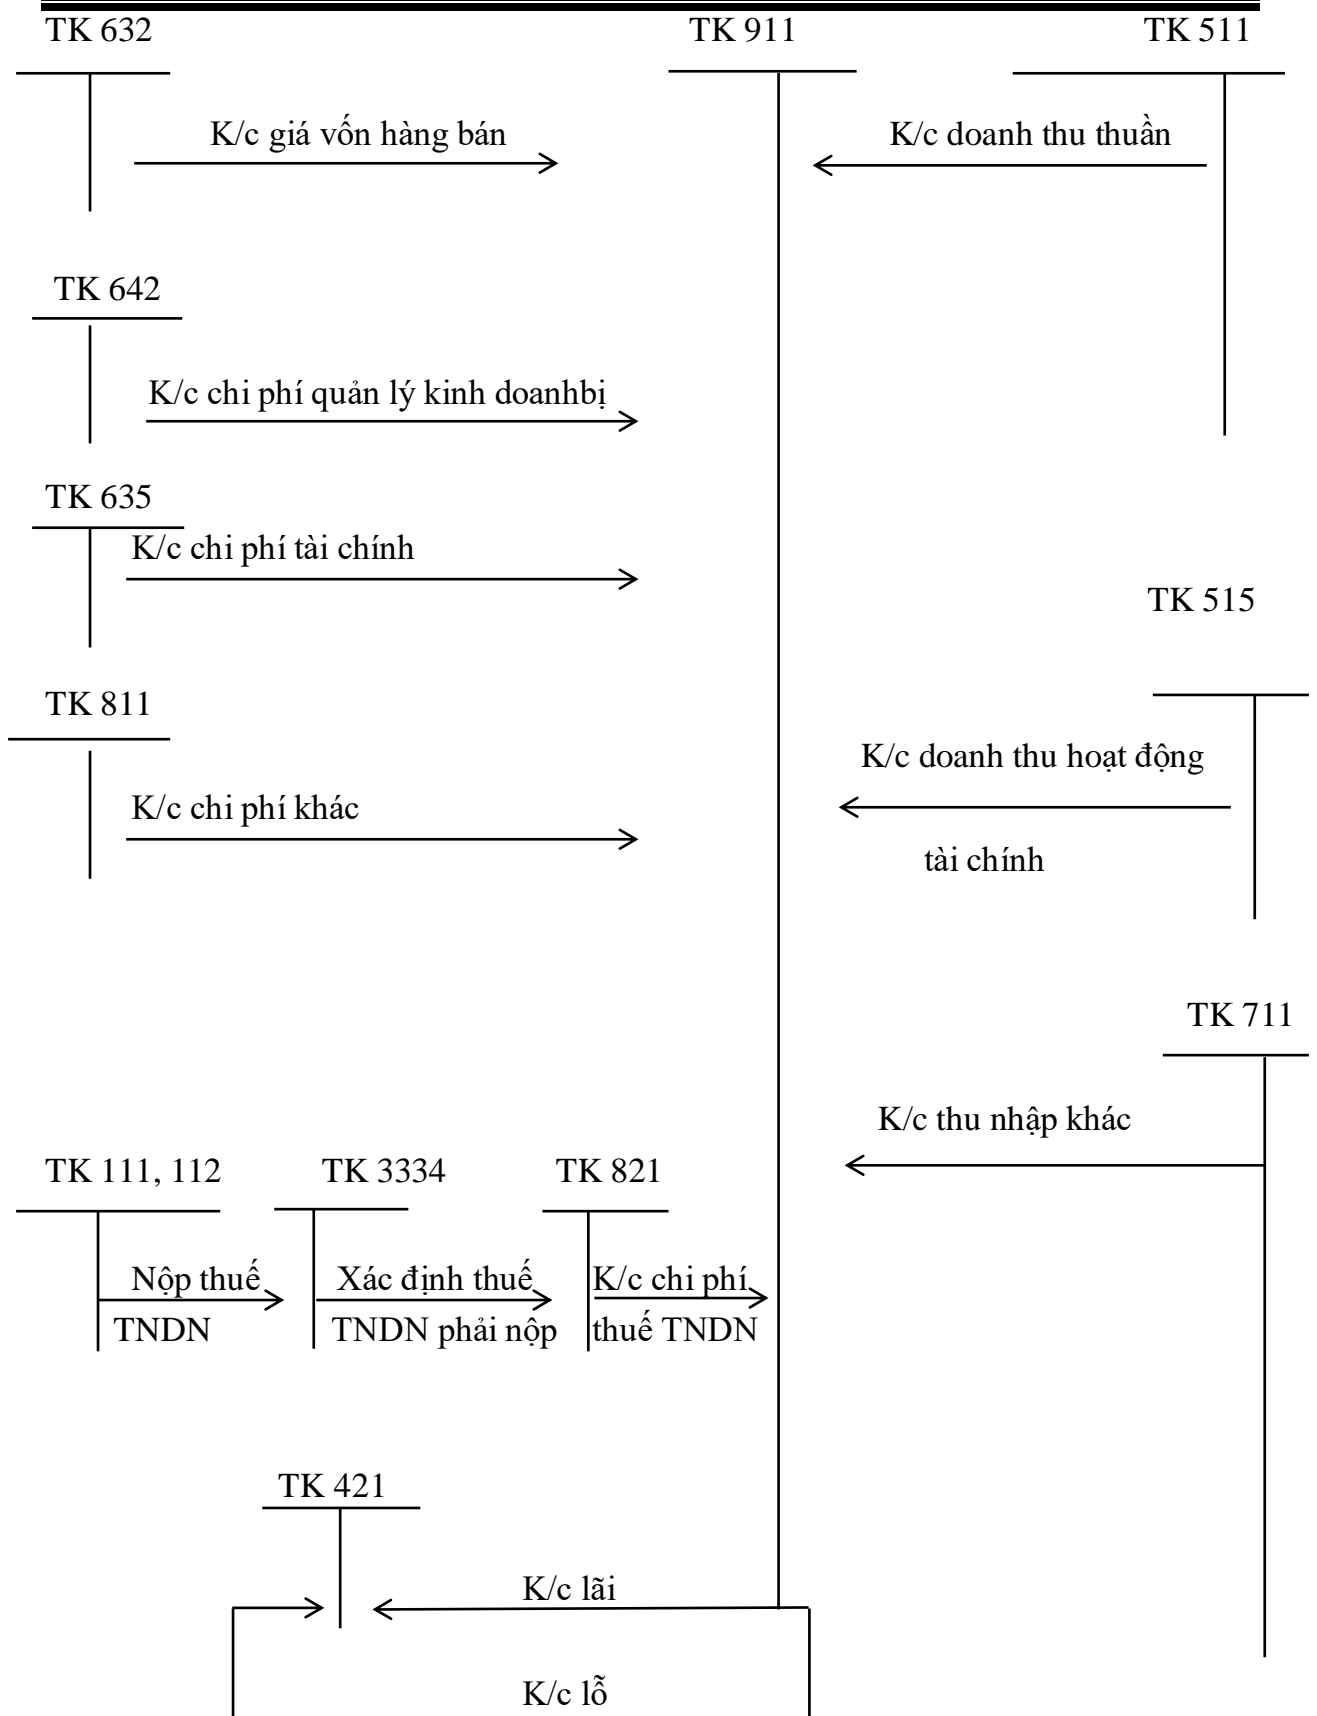 TK 632
TK 911
TK 511
K/c giá vốn hàng bán
K/c doanh thu thuần
TK 642
K/c chi phí quản lý kinh doanhbị
TK 635
K/c chi phí tài chính
TK 515
TK 811
K/c doanh thu hoạt động
K/c chi phí khác
tài chính
TK 711
K/c thu nhập khác
TK 111, 112
TK 3334
TK 821
Nộp thuế
Xác định thuế
K/c chi phí
TNDN
TNDN phải nộp
thuế TNDN
TK 421
K/c lãi
K/c lỗ